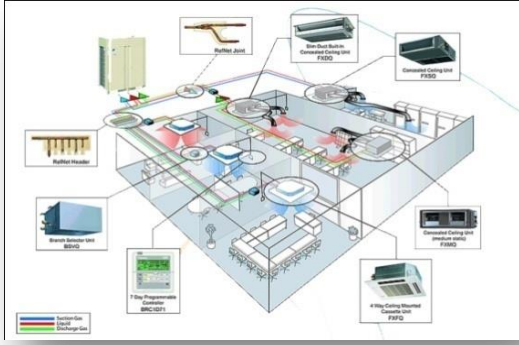 RefNet Joint
Slim Duct Built-in
Concealed Ceiling Unit
FXDQ
Concealed Ceiling Unit
FXSQ
RefNet Header
Branch Selector Unit
BSVQ
7 Day Programmable
Controller
BRC1D71
4 Way Ceiling Mounted
Cassette Unit
FXFQ
Concealed Ceiling Unit
(medium static)
FXMQ
Suction Gas
Liquid
Discharge Gas